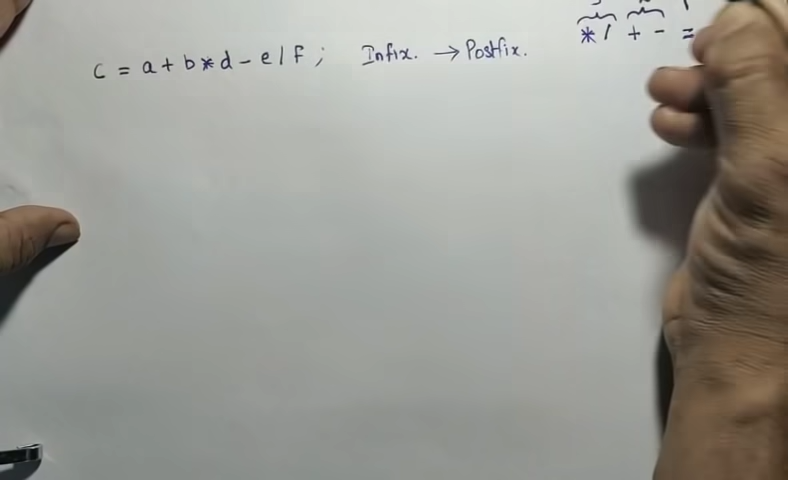 * / + - =
c = a + b * d - e / f ; Infix. → Postfix.